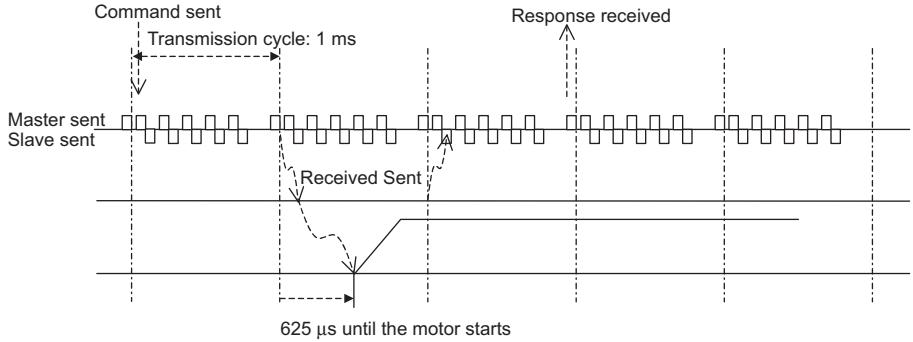 Command sent
Response received
Transmission cycle: 1 ms
Master sent
Slave sent
Received Sent
625 μs until the motor starts